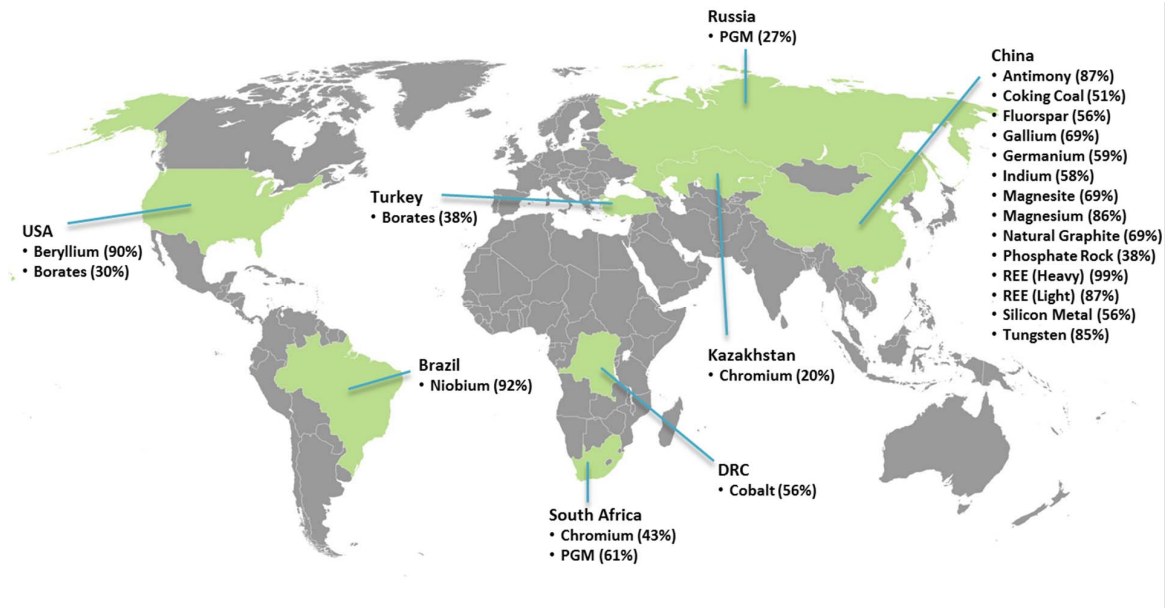 Russia
• PGM (27%)
China
• Antimony (87%)
• Coking Coal (51%)
• Fluorspar (56%)
• Gallium (69%)
• Germanium (59%)
• Indium (58%)
• Magnesite (69%)
• Magnesium (86%)
• Natural Graphite (69%)
• Phosphate Rock (38%)
• REE (Heavy) (99%)
• REE (Light) (87%)
• Silicon Metal (56%)
• Tungsten (85%)
Turkey
• Borates (38%)
USA
• Beryllium (90%)
• Borates (30%)
Brazil
• Niobium (92%)
Kazakhstan
• Chromium (20%)
DRC
• Cobalt (56%)
South Africa
• Chromium (43%)
• PGM (61%)